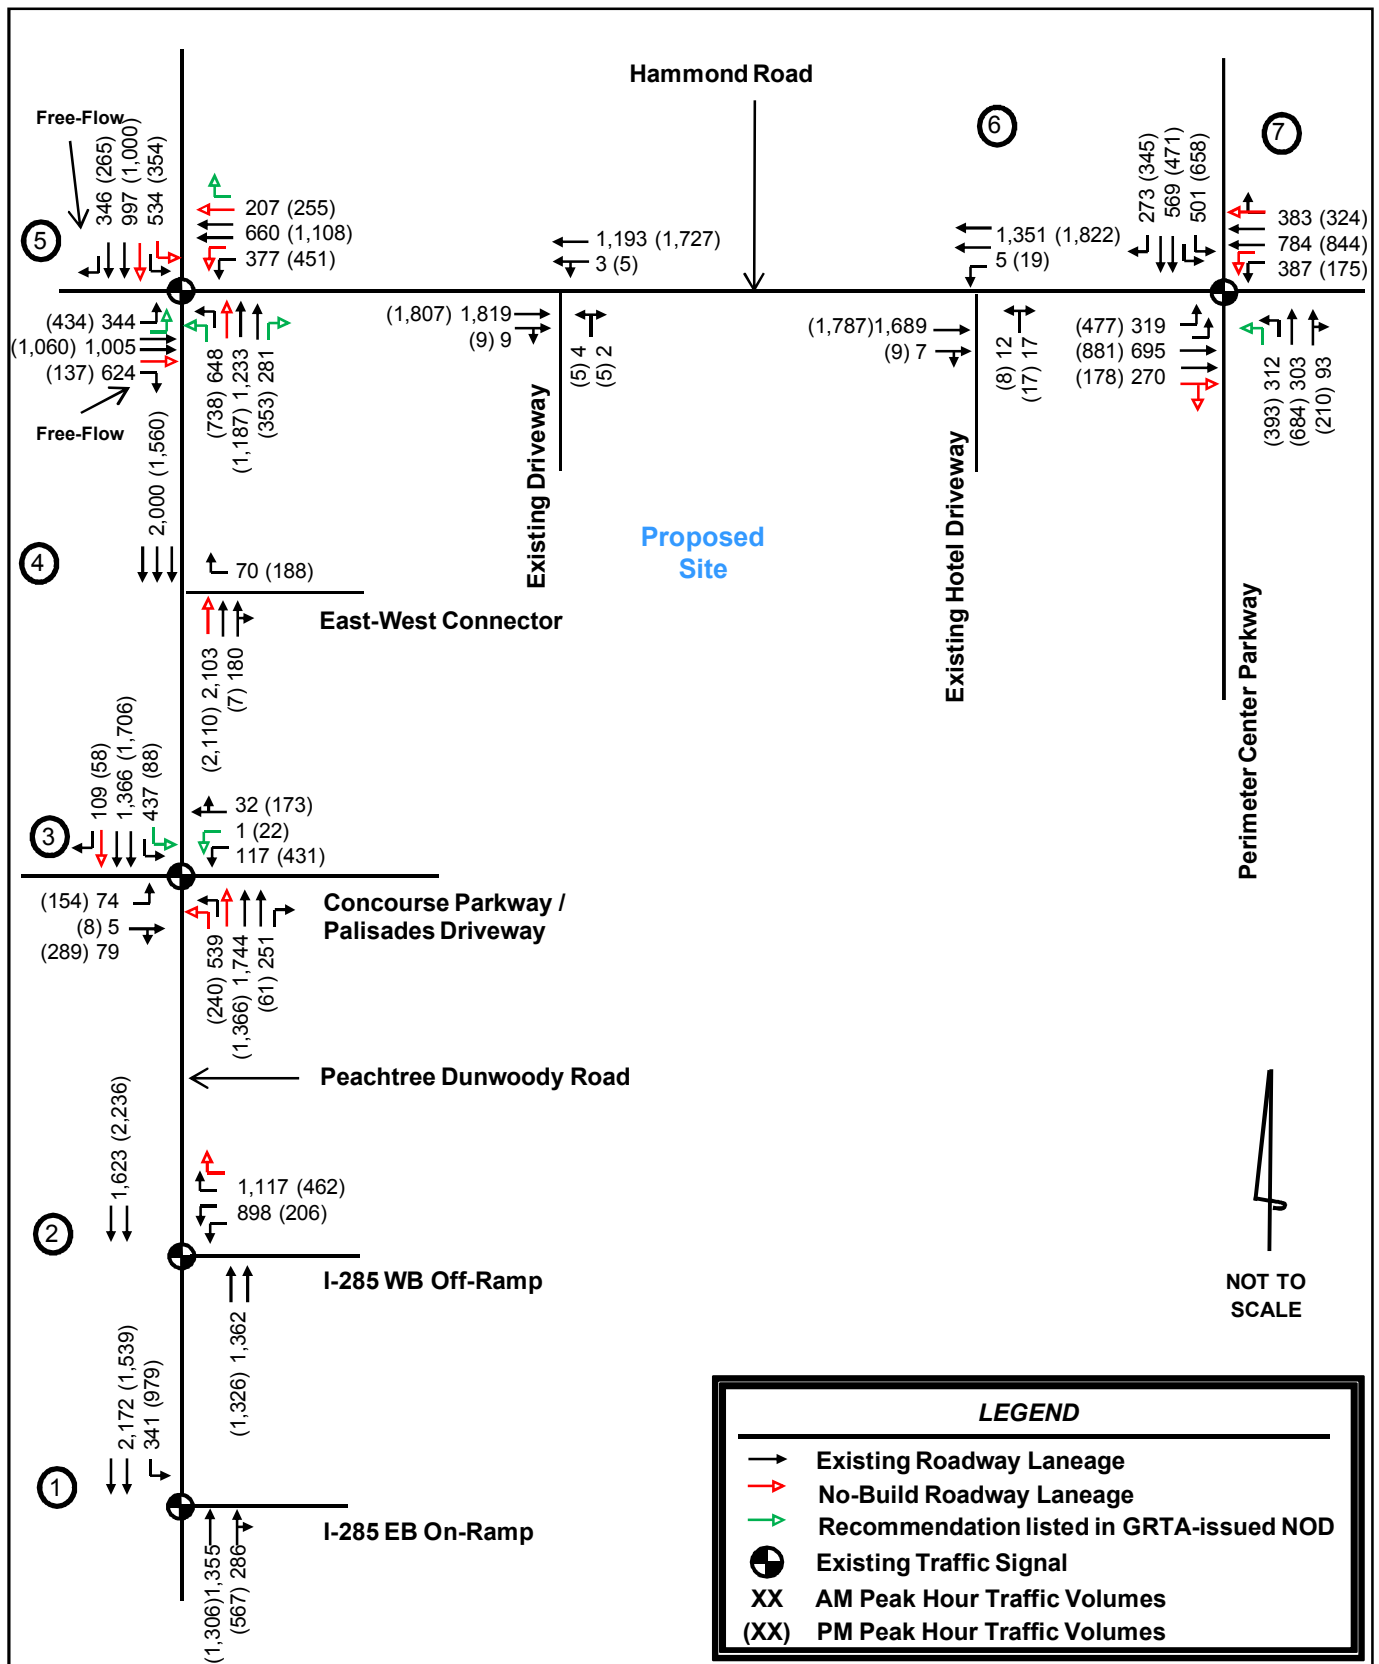 Hammond Road
Free-Flow
346 (265)
997 (1,000)
534 (354)
5
207 (255)
660 (1,108)
377 (451)
(434) 344
(1,060) 1,005
(137) 624
Free-Flow
(738) 648
(1,187) 1,233
(353) 281
1,193 (1,727)
3 (5)
(1,807) 1,819
(9) 9
(5) 4
(5) 2
Existing Driveway
6
1,351 (1,822)
5 (19)
(1,787)1,689
(9) 7
(8) 12
(17) 17
Existing Hotel Driveway
7
273 (345)
569 (471)
501 (658)
383 (324)
784 (844)
387 (175)
(477) 319
(881) 695
(178) 270
(393) 312
(684) 303
(210) 93
Perimeter Center Parkway
Proposed
Site
2,000 (1,560)
4
70 (188)
East-West Connector
(2,110) 2,103
(7) 180
109 (58)
1,366 (1,706)
437 (88)
3
32 (173)
1 (22)
117 (431)
(154) 74
(8) 5
(289) 79
(240) 539
(1,366) 1,744
(61) 251
Concourse Parkway /
Palisades Driveway
Peachtree Dunwoody Road
1,623 (2,236)
2
1,117 (462)
898 (206)
I-285 WB Off-Ramp
(1,326) 1,362
2,172 (1,539)
341 (979)
1
I-285 EB On-Ramp
(1,306)1,355
(567) 286
NOT TO
SCALE
LEGEND
Existing Roadway Laneage
No-Build Roadway Laneage
Recommendation listed in GRTA-issued NOD
Existing Traffic Signal
XX AM Peak Hour Traffic Volumes
(XX) PM Peak Hour Traffic Volumes